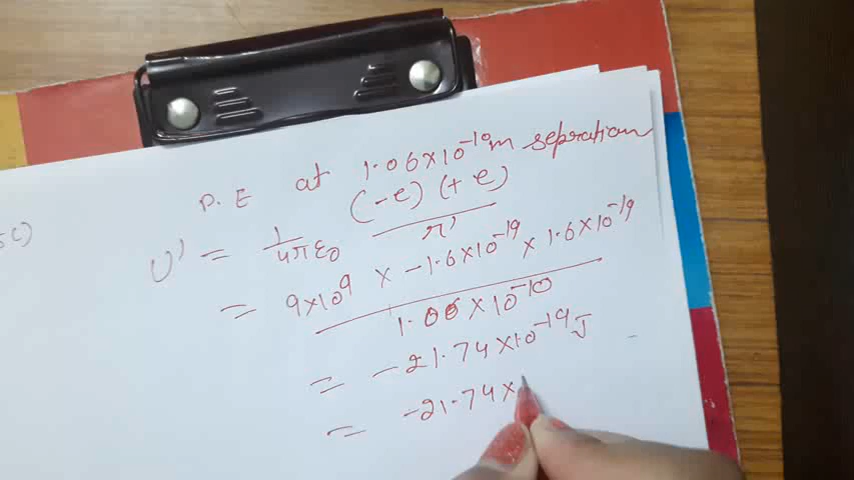 P.E at 1.06×10⁻¹⁰m sepration
U' = 1/4πε₀ (-e) (+e)/r'
= 9×10⁹ × -1.6×10⁻¹⁹ × 1.6×10⁻¹⁹/1.06×10⁻¹⁰
= -21.74×10⁻¹⁹J
= -21.74×